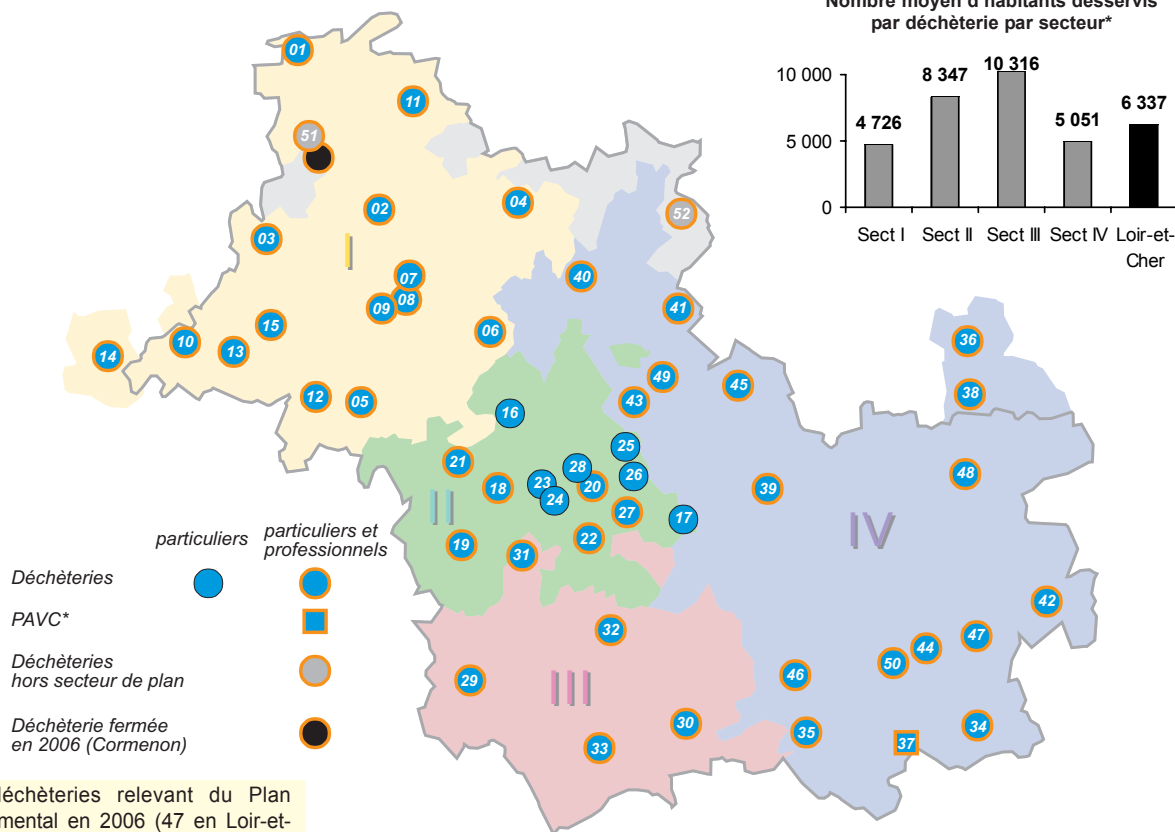 Nombre moyen d'habitants desservis
par déchèterie par secteur*
10 000
5 000
0
4 726
8 347
10 316
5 051
6 337
Sect I
Sect II
Sect III
Sect IV
Loir-et-
Cher
01
11
51
02
04
52
03
I
07
40
09
08
41
15
06
10
13
14
36
12
05
49
45
43
38
16
25
21
28
48
18
23
20
26
39
24
II
27
17
IV
22
19
31
42
32
47
44
50
29
46
III
30
34
35
37
33
particuliers
particuliers et
professionnels
Déchèteries
PAVC*
Déchèteries
hors secteur de plan
Déchèterie fermée
en 2006 (Cormenon)
déchèteries relevant du Plan
mental en 2006 (47 en Loir-et-